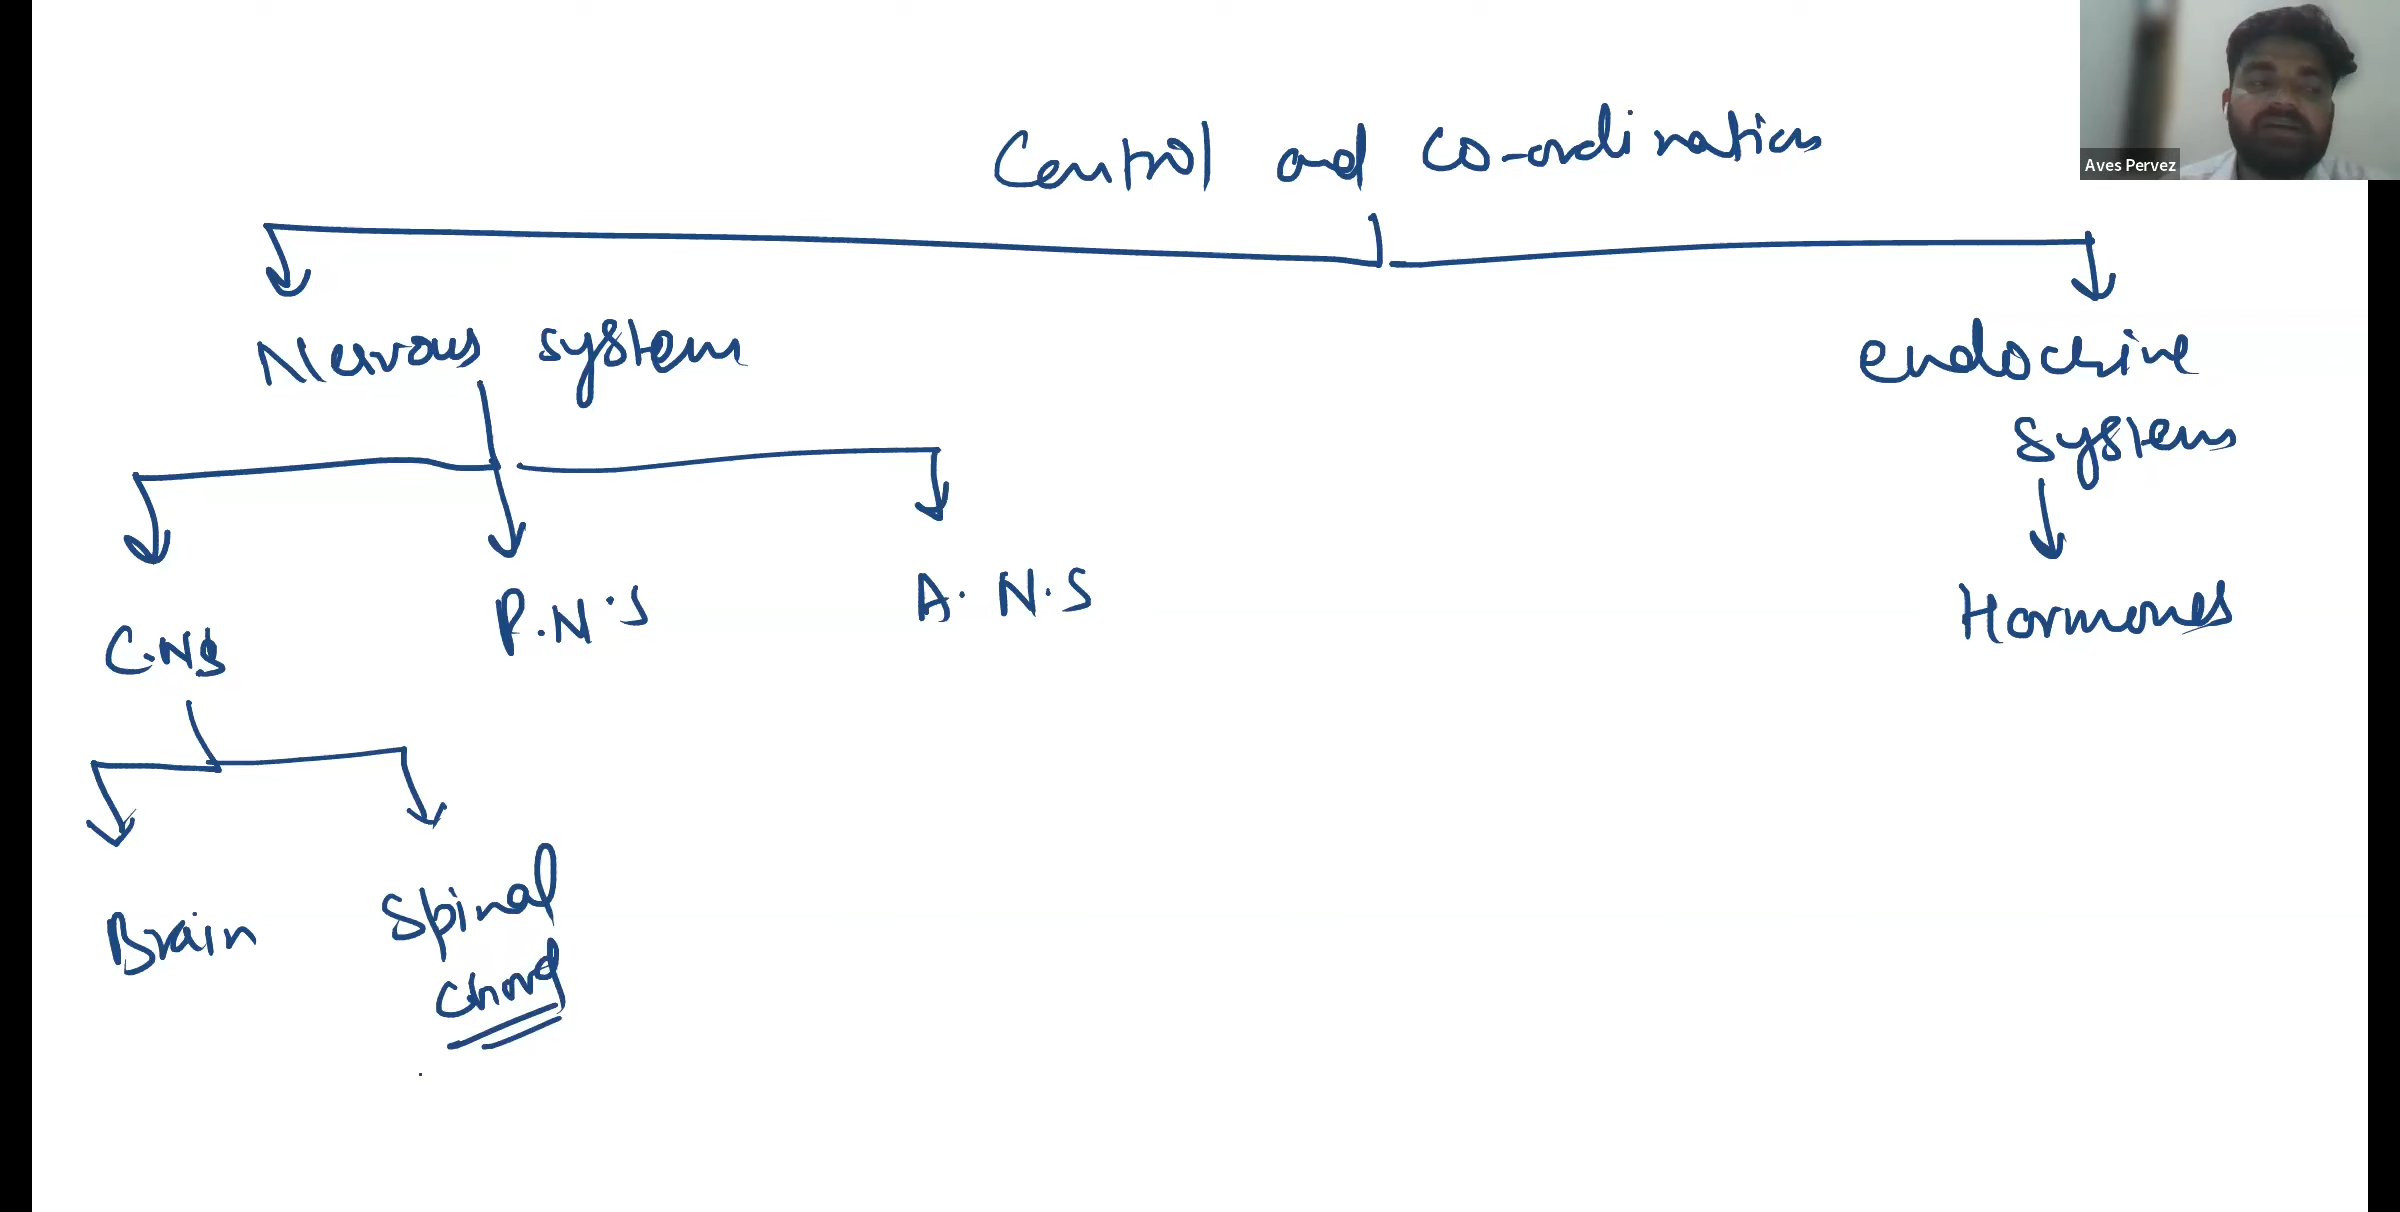 Control and co-ordination
Aves Pervez
Nervous system
endocrine
system
C.NS
P.N.S
A. N.S
Hormones
Brain
Spinal
Chord